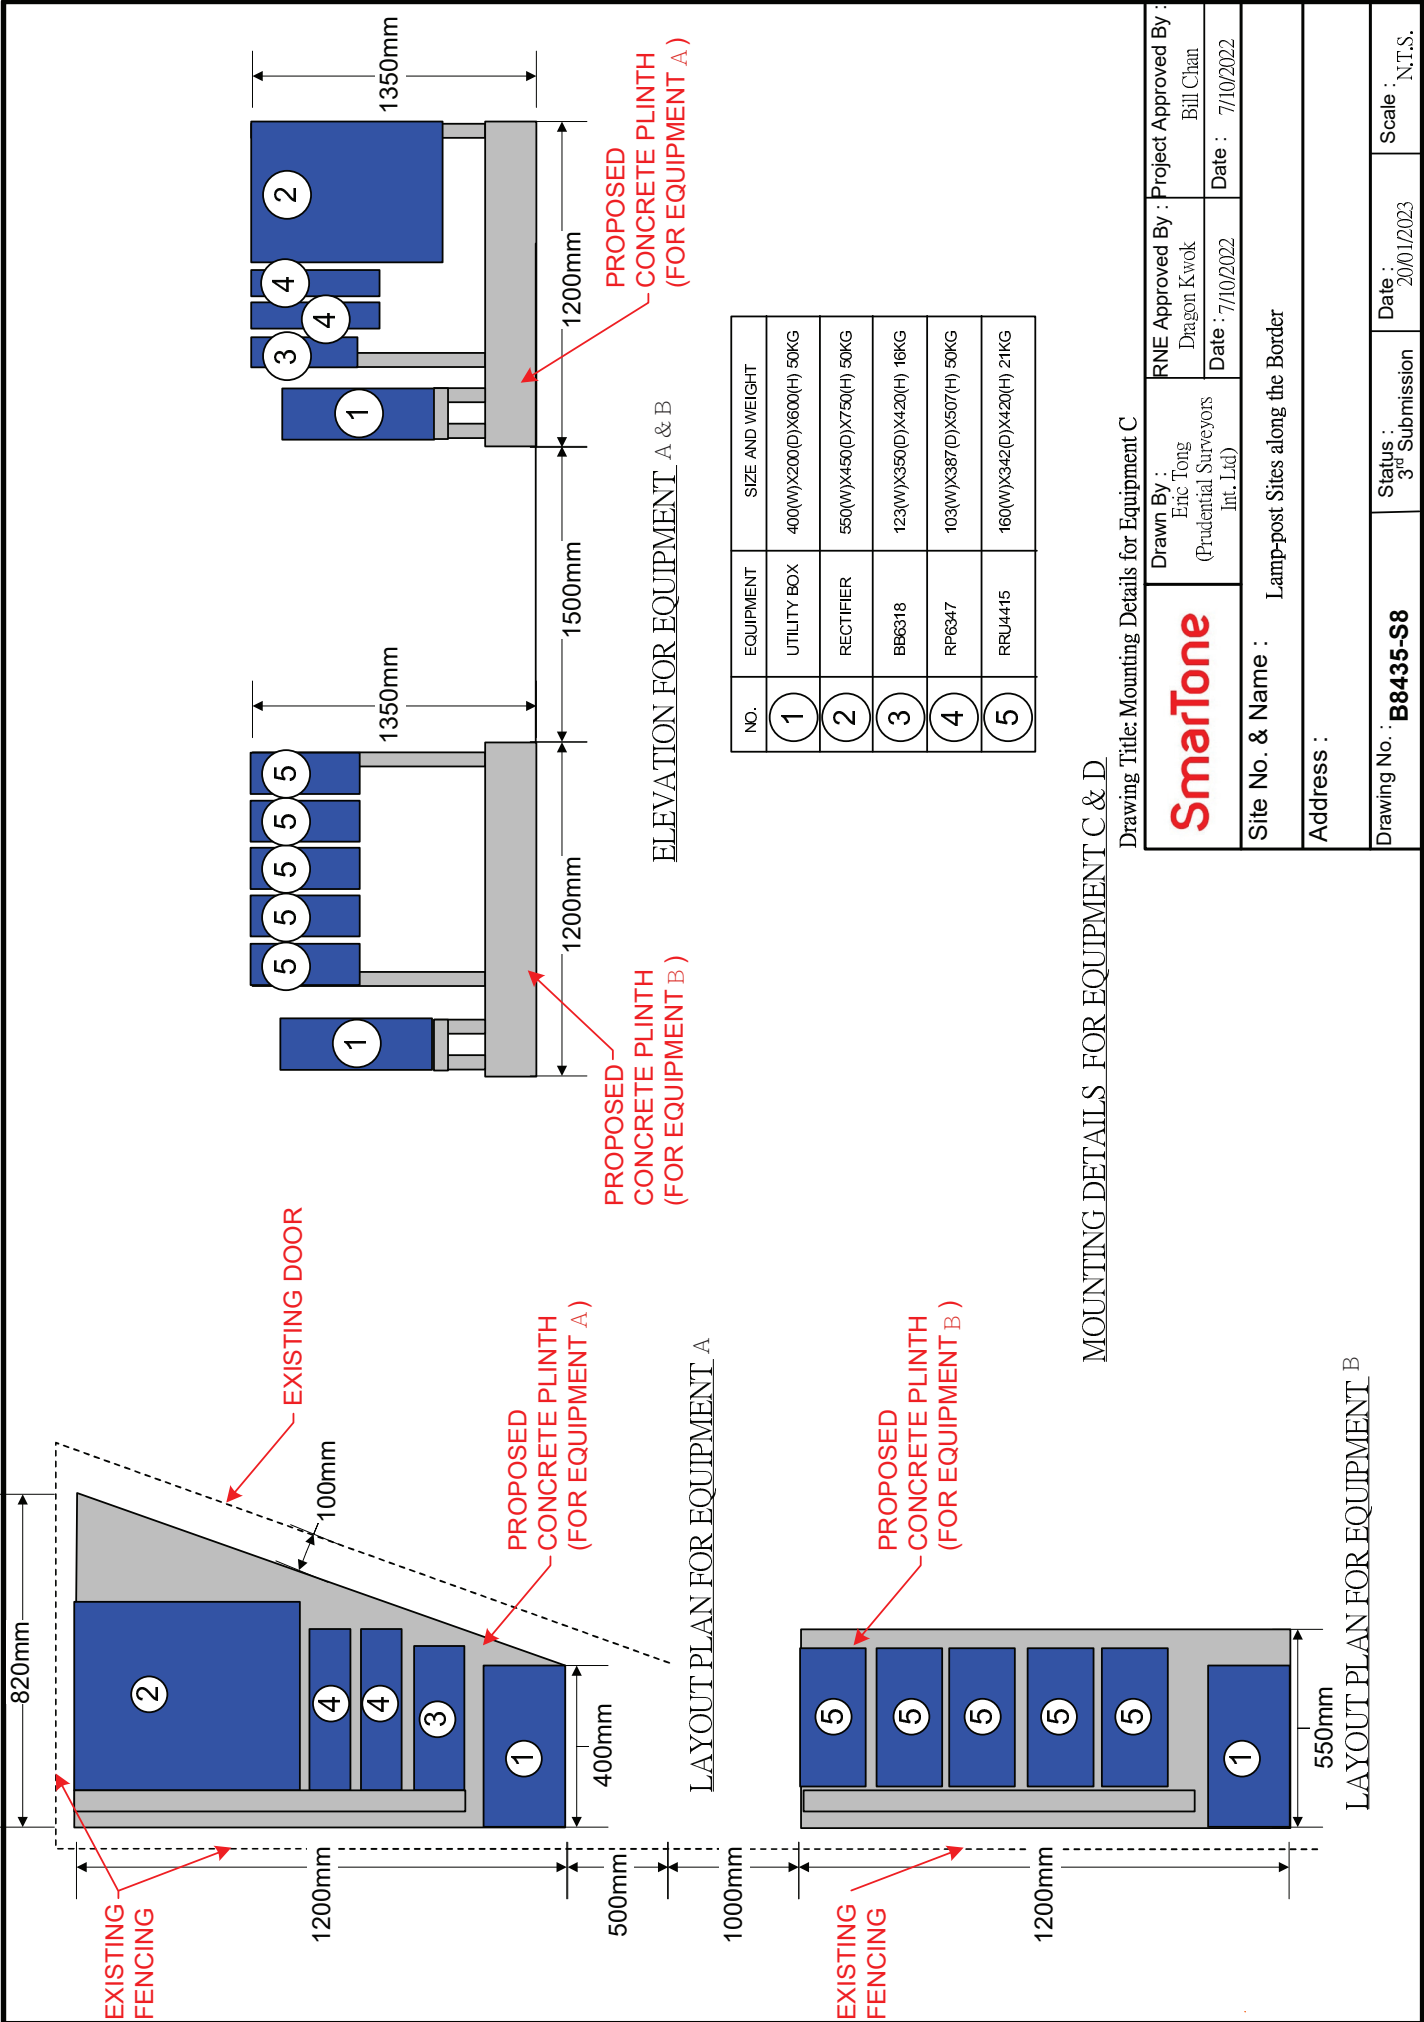 820mm
EXISTING
FENCING
2
4
4
3
1
100mm
EXISTING DOOR
1200mm
400mm
PROPOSED
CONCRETE PLINTH
(FOR EQUIPMENT A)
500mm
LAYOUT PLAN FOR EQUIPMENT A
1000mm
EXISTING
FENCING
5
5
5
5
5
1
PROPOSED
CONCRETE PLINTH
(FOR EQUIPMENT B)
1200mm
550mm
LAYOUT PLAN FOR EQUIPMENT B
1
5
5
5
5
5
1350mm
1
3
4
4
2
1350mm
1200mm
1500mm
1200mm
PROPOSED
CONCRETE PLINTH
(FOR EQUIPMENT B)
PROPOSED
CONCRETE PLINTH
(FOR EQUIPMENT A)
ELEVATION FOR EQUIPMENT A & B
NO. EQUIPMENT SIZE AND WEIGHT
1 UTILITY BOX 400(W)X200(D)X600(H) 50KG
2 RECTIFIER 550(W)X450(D)X750(H) 50KG
3 BB6318 123(W)X350(D)X420(H) 16KG
4 RP6347 103(W)X387(D)X507(H) 50KG
5 RRU4415 160(W)X342(D)X420(H) 21KG
MOUNTING DETAILS FOR EQUIPMENT C & D
Drawing Title: Mounting Details for Equipment C
SmarTone
Drawn By :
Eric Tong
(Prudential Surveyors
Int. Ltd)
RNE Approved By :
Dragon Kwok
Date : 7/10/2022
Project Approved By :
Bill Chan
Date : 7/10/2022
Site No. & Name :
Lamp-post Sites along the Border
Address :
Drawing No. : B8435-S8
Status :
3rd Submission
Date :
20/01/2023
Scale :
N.T.S.